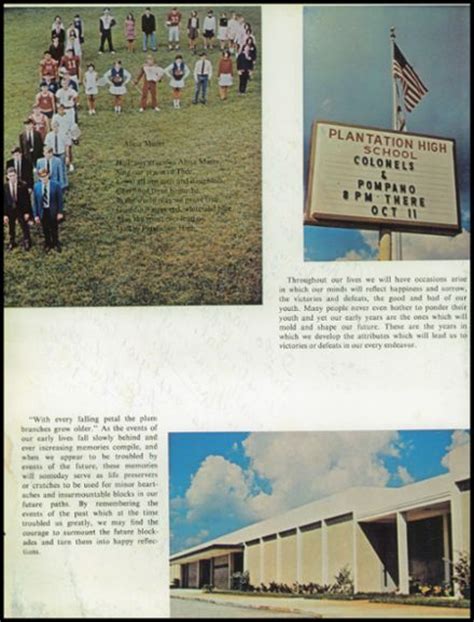 Alma Mater
PLANTATION HIGH
SCHOOL
COLONELS
&
POMPANO
8 PM-THERE
OCT 11
Throughout our lives we will have occasions arise
in which our minds will reflect happiness and sorrow,
the victories and defeats, the good and bad of our
youth. Many people never even hother to ponder their
youth and yet our early years are the ones which will
mold and shape our future. These are the years in
which we develop the attributes which will lead us to
victories or defeats in our every endeavor.
"With every falling petal the plum
branches grow older." As the events of
our early lives fall slowly behind and
ever increasing memories compile, and
when we appear to be troubled by
events of the future, these memories
will someday serve as life preservers
or crutches to be used for minor heart-
aches and insurmountable blocks in our
future paths. By remembering the
events of the past which at the time
troubled us greatly, we may find the
courage to surmount the future block-
ades and turn them into happy reflec-
tions.